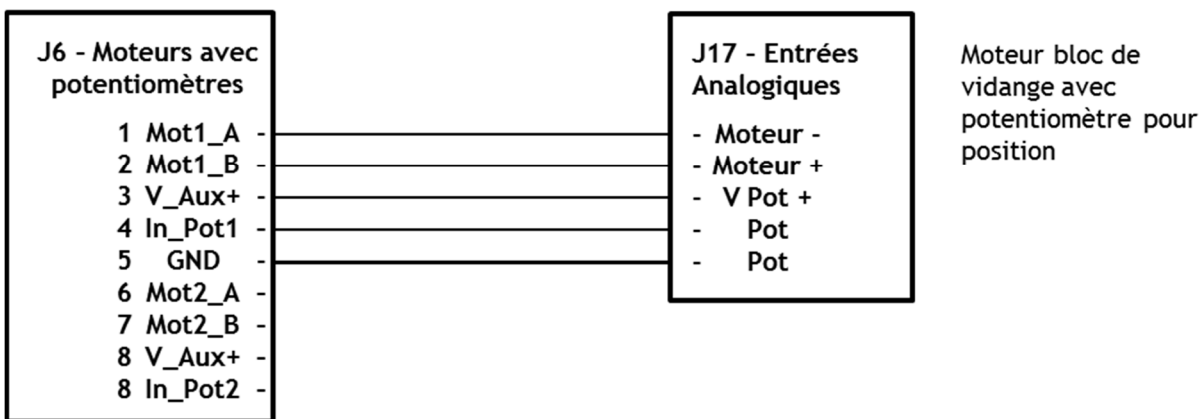 J6 - Moteurs avec
potentiomètres
1 Mot1_A -
2 Mot1_B -
3 V_Aux+ -
4 In_Pot1 -
5 GND -
6 Mot2_A -
7 Mot2_B -
8 V_Aux+ -
8 In_Pot2 -
J17 - Entrées
Analogiques
- Moteur -
- Moteur +
- V Pot +
- Pot
- Pot
Moteur bloc de
vidange avec
potentiomètre pour
position